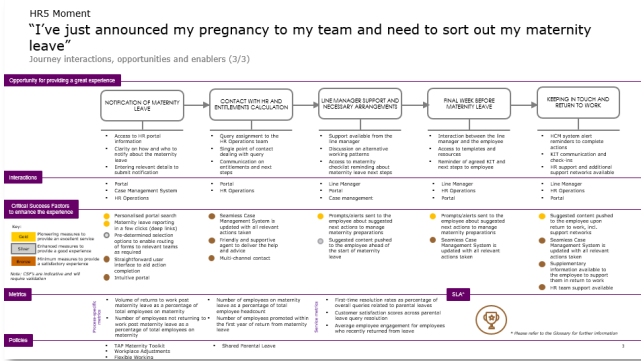 HR5 Moment
“I’ve just announced my pregnancy to my team and need to sort out my maternity
leave”
Journey interactions, opportunities and enablers (3/3)
Opportunity for providing a great experience
NOTIFICATION OF MATERNITY
LEAVE
CONTACT WITH HR AND
ENTITLEMENTS CALCULATION
LINE MANAGER SUPPORT AND
NECESSARY ARRANGEMENTS
FINAL WEEK BEFORE
MATERNITY LEAVE
KEEPING IN TOUCH AND
RETURN TO WORK
• Access to HR portal
information
• Clarity on how and who to
notify about the maternity
leave
• Entering relevant details to
submit notification
• Query assignment to the
HR Operations team
• Single point of contact
dealing with query
• Communication on
entitlements and next
steps
• Support available from the
line manager
• Discussion on alternative
working patterns
• Access to maternity
checklist reminding about
maternity leave steps
• Interaction between the line
manager and the employee
• Access to templates and
resources
• Reminder of agreed KIT and
next steps to employee
• HCM system alert
reminders to complete
actions
• KIT communication and
check-ins
• HR support and additional
support networks available
Interactions
• Portal
• Case Management System
• HR Operations
• Portal
• HR Operations
• Line Manager
• Portal
• Case management
• Line Manager
• HR Operations
• Portal
• Line Manager
• Portal
• HR Operations
Critical Success Factors
to enhance the experience
Key:
Gold
Pioneering measures to
provide an excellent service
Silver
Enhanced measures to
provide a good experience
Bronze
Minimum measures to provide
a satisfactory experience
Note: CSFs are indicative and will
require validation
Personalised portal search
Maternity leave reporting
in a few clicks (deep links)
Pre-determined selection
options to enable routing
of forms to relevant teams
as required
Straightforward user
interface to aid action
completion
Intuitive portal
Seamless Case
Management System is
updated with all relevant
actions taken
Friendly and supportive
agent to deliver the help
and advice
Multi-channel contact
Prompts/alerts sent to the
employee about suggested
next actions to manage
maternity preparations
Suggested content pushed
to the employee ahead of
the start of maternity
leave
Prompts/alerts sent to the
employee about suggested
next actions to manage
maternity preparations
Seamless Case
Management System is
updated with all relevant
actions taken
Suggested content pushed
to the employee upon
return to work, inc.
support networks
Seamless Case
Management System is
updated with all relevant
actions taken
Supplementary
information available to
the employee to support
them in return to work
HR team support available
Metrics
SLA*
Process-specific
metrics
• Volume of returns to work post
maternity leave as a percentage of
total employees on maternity
• Number of employees not returning to
work post maternity leave as a
percentage of total employees on
maternity
• Number of employees on maternity
leave as a percentage of total
employee headcount
• Number of employees promoted within
the first year of return from maternity
leave
Service metrics
• First-time resolution rates as percentage of
overall queries related to parental leaves
• Customer satisfaction scores across parental
leave query resolution
• Average employee engagement for employees
who recently returned from leave
* Please refer to the Glossary for further information
Policies
• TAP Maternity Toolkit
• Workplace Adjustments
• Flexible Working
• Shared Parental Leave